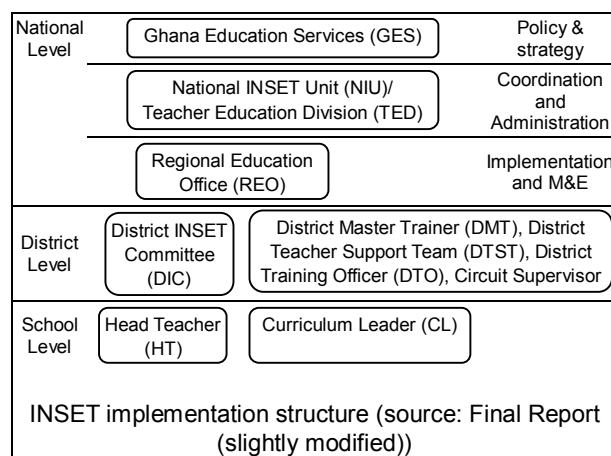 National
Level
Ghana Education Services (GES)
Policy &
strategy
National INSET Unit (NIU)/
Teacher Education Division (TED)
Coordination
and
Administration
Regional Education
Office (REO)
Implementation
and M&E
District
Level
District INSET
Committee
(DIC)
District Master Trainer (DMT), District
Teacher Support Team (DTST), District
Training Officer (DTO), Circuit Supervisor
School
Level
Head Teacher
(HT)
Curriculum Leader (CL)
INSET implementation structure (source: Final Report
(slightly modified))